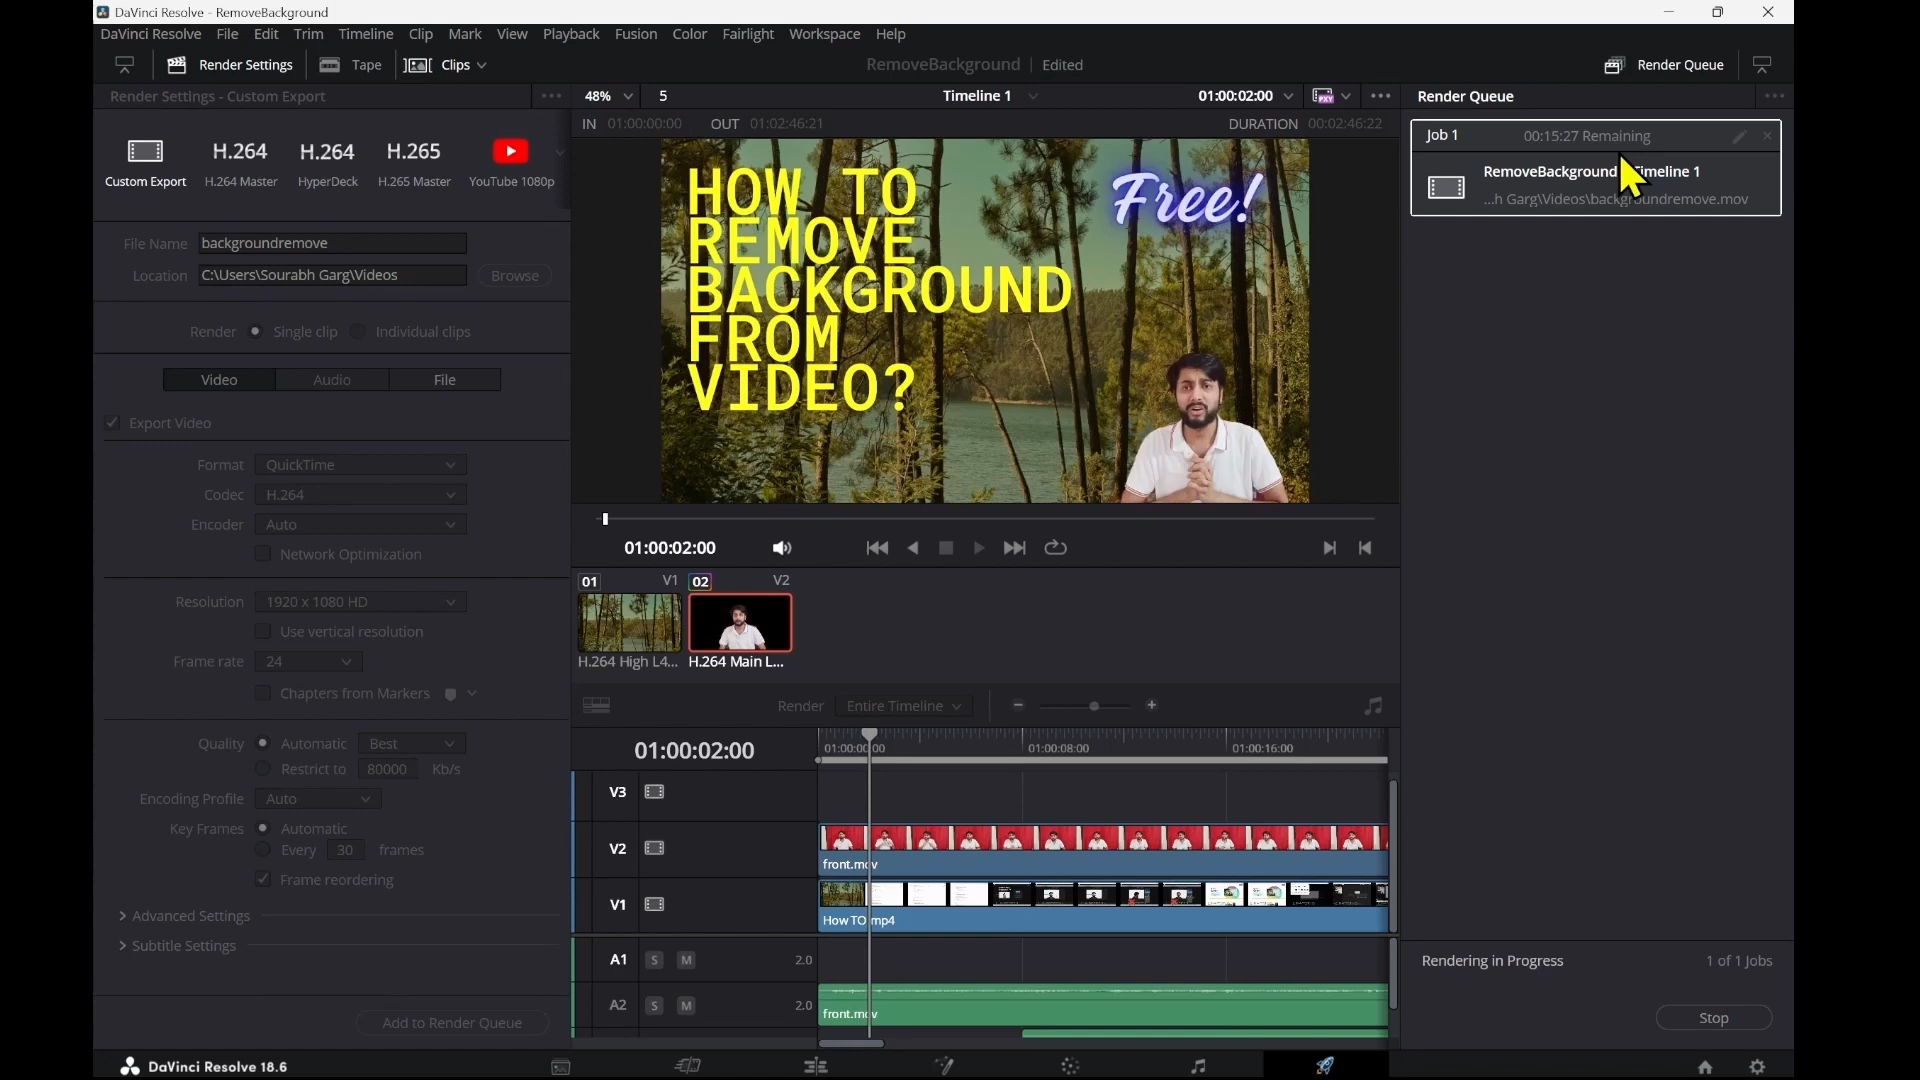 DaVinci Resolve - RemoveBackground
DaVinci Resolve File Edit Trim Timeline Clip Mark View Playback Fusion Color Fairlight Workspace Help
Render Settings Tape Clips RemoveBackground Edited Render Queue
Render Settings - Custom Export 48% 5 Timeline 1 01:00:02:00 PXY Render Queue
IN 01:00:00:00 OUT 01:02:46:21 DURATION 00:02:46:22
Job 1 00:15:27 Remaining
H.264 H.264 H.265
Custom Export H.264 Master HyperDeck H.265 Master YouTube 1080p
RemoveBackground Timeline 1
...h Garg\Videos\backgroundremove.mov
HOW TO
REMOVE
BACKGROUND
FROM
VIDEO?
Free!
File Name backgroundremove
Location C:\Users\Sourabh Garg\Videos Browse
Render Single clip Individual clips
Video Audio File
Export Video
Format QuickTime
Codec H.264
Encoder Auto
Network Optimization
Resolution 1920 x 1080 HD
Use vertical resolution
Frame rate 24
Chapters from Markers
Quality Automatic Best
Restrict to 80000 Kb/s
Encoding Profile Auto
Key Frames Automatic
Every 30 frames
Frame reordering
Advanced Settings
Subtitle Settings
Add to Render Queue
01:00:02:00
01 V1 02 V2
H.264 High L4... H.264 Main L...
Render Entire Timeline
01:00:02:00 01:00:00:00 01:00:08:00 01:00:16:00
V3
V2
front.mov
V1
How TO mp4
A1 S M 2.0
A2 S M 2.0
front.mov
Rendering in Progress 1 of 1 Jobs
Stop
DaVinci Resolve 18.6